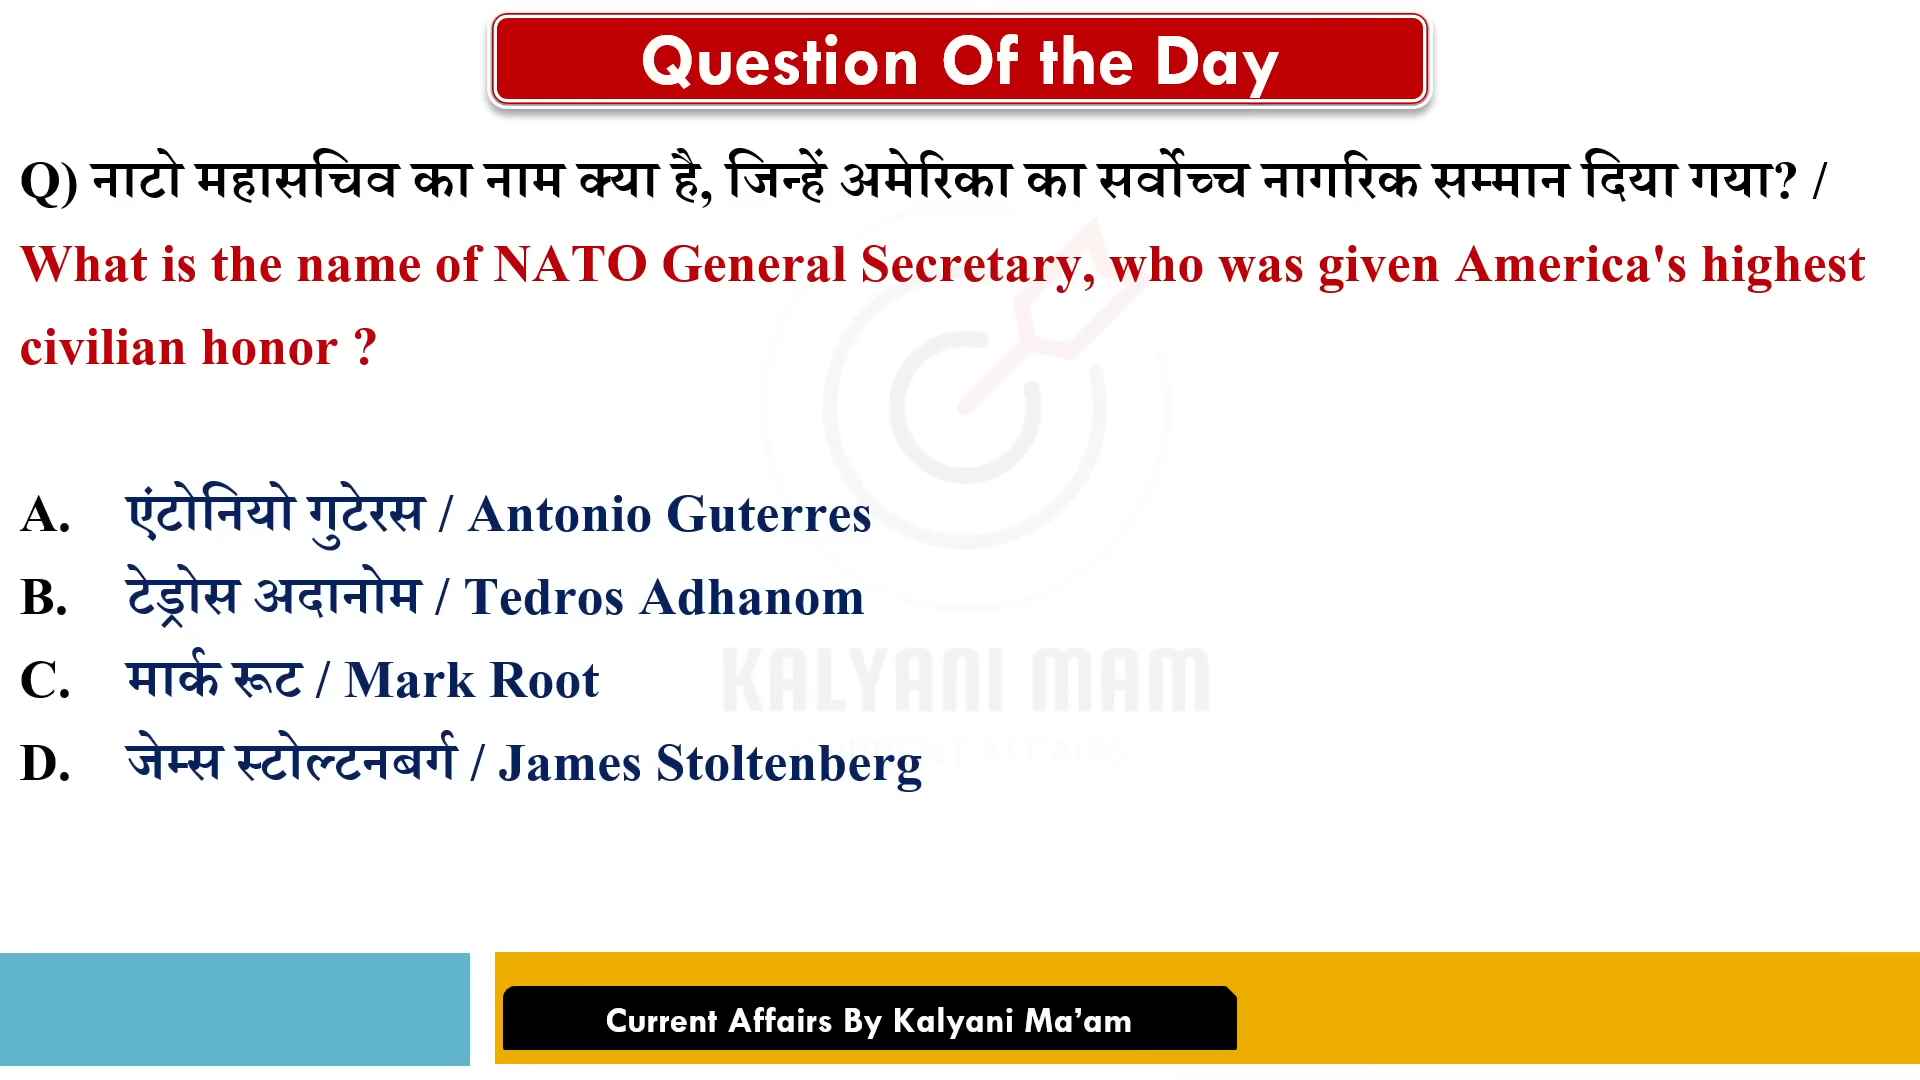 Question Of the Day
Q) नाटो महासचिव का नाम क्या है, जिन्हें अमेरिका का सर्वोच्च नागरिक सम्मान दिया गया? /
What is the name of NATO General Secretary, who was given America's highest
civilian honor ?
A. एंटोनियो गुटेरस / Antonio Guterres
B. टेड्रोस अदानोम / Tedros Adhanom
C. मार्क रूट / Mark Root
KALYANI MAM
D. जेम्स स्टोल्टनबर्ग / James Stoltenberg
CURRENT AFFAIRS
Current Affairs By Kalyani Ma’am